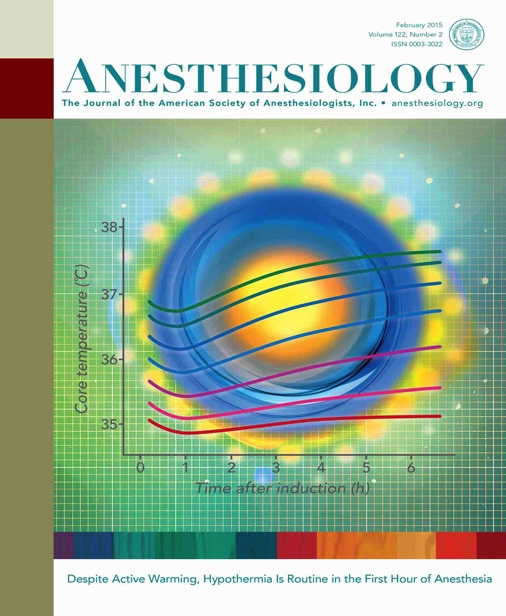 February 2015
Volume 122, Number 2
ISSN 0003-3022
ANESTHESIOLOGY
The Journal of the American Society of Anesthesiologists, Inc. • anesthesiology.org
38
37
36
35
Core temperature (°C)
0 1 2 3 4 5 6
Time after induction (h)
Despite Active Warming, Hypothermia Is Routine in the First Hour of Anesthesia